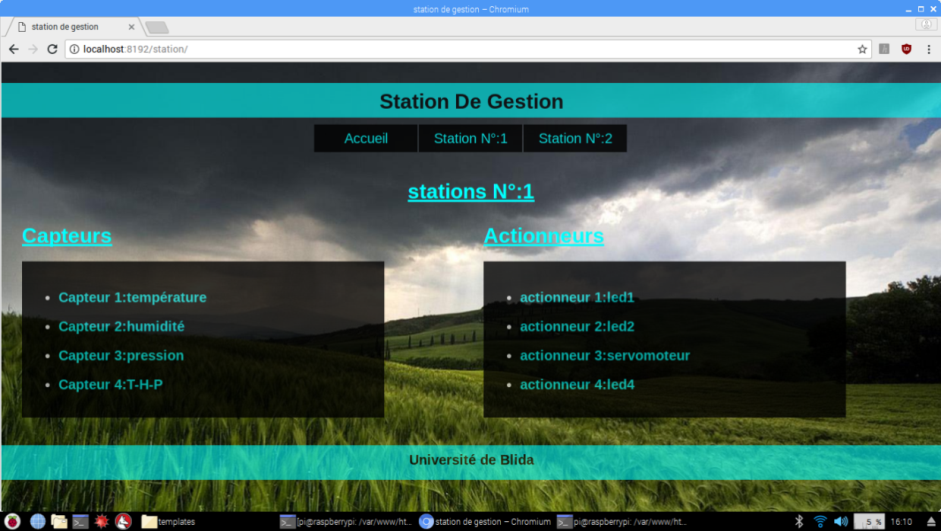 station de gestion – Chromium
station de gestion
localhost:8192/station/
Station De Gestion
Accueil
Station N°:1
Station N°:2
stations N°:1
Capteurs
Capteur 1:température
Capteur 2:humidité
Capteur 3:pression
Capteur 4:T-H-P
Actionneurs
actionneur 1:led1
actionneur 2:led2
actionneur 3:servomoteur
actionneur 4:led4
Université de Blida
templates
[pi@raspberrypi: /var/www/ht...
station de gestion – Chromium
pi@raspberrypi: /var/www/ht...
5 %
16:10